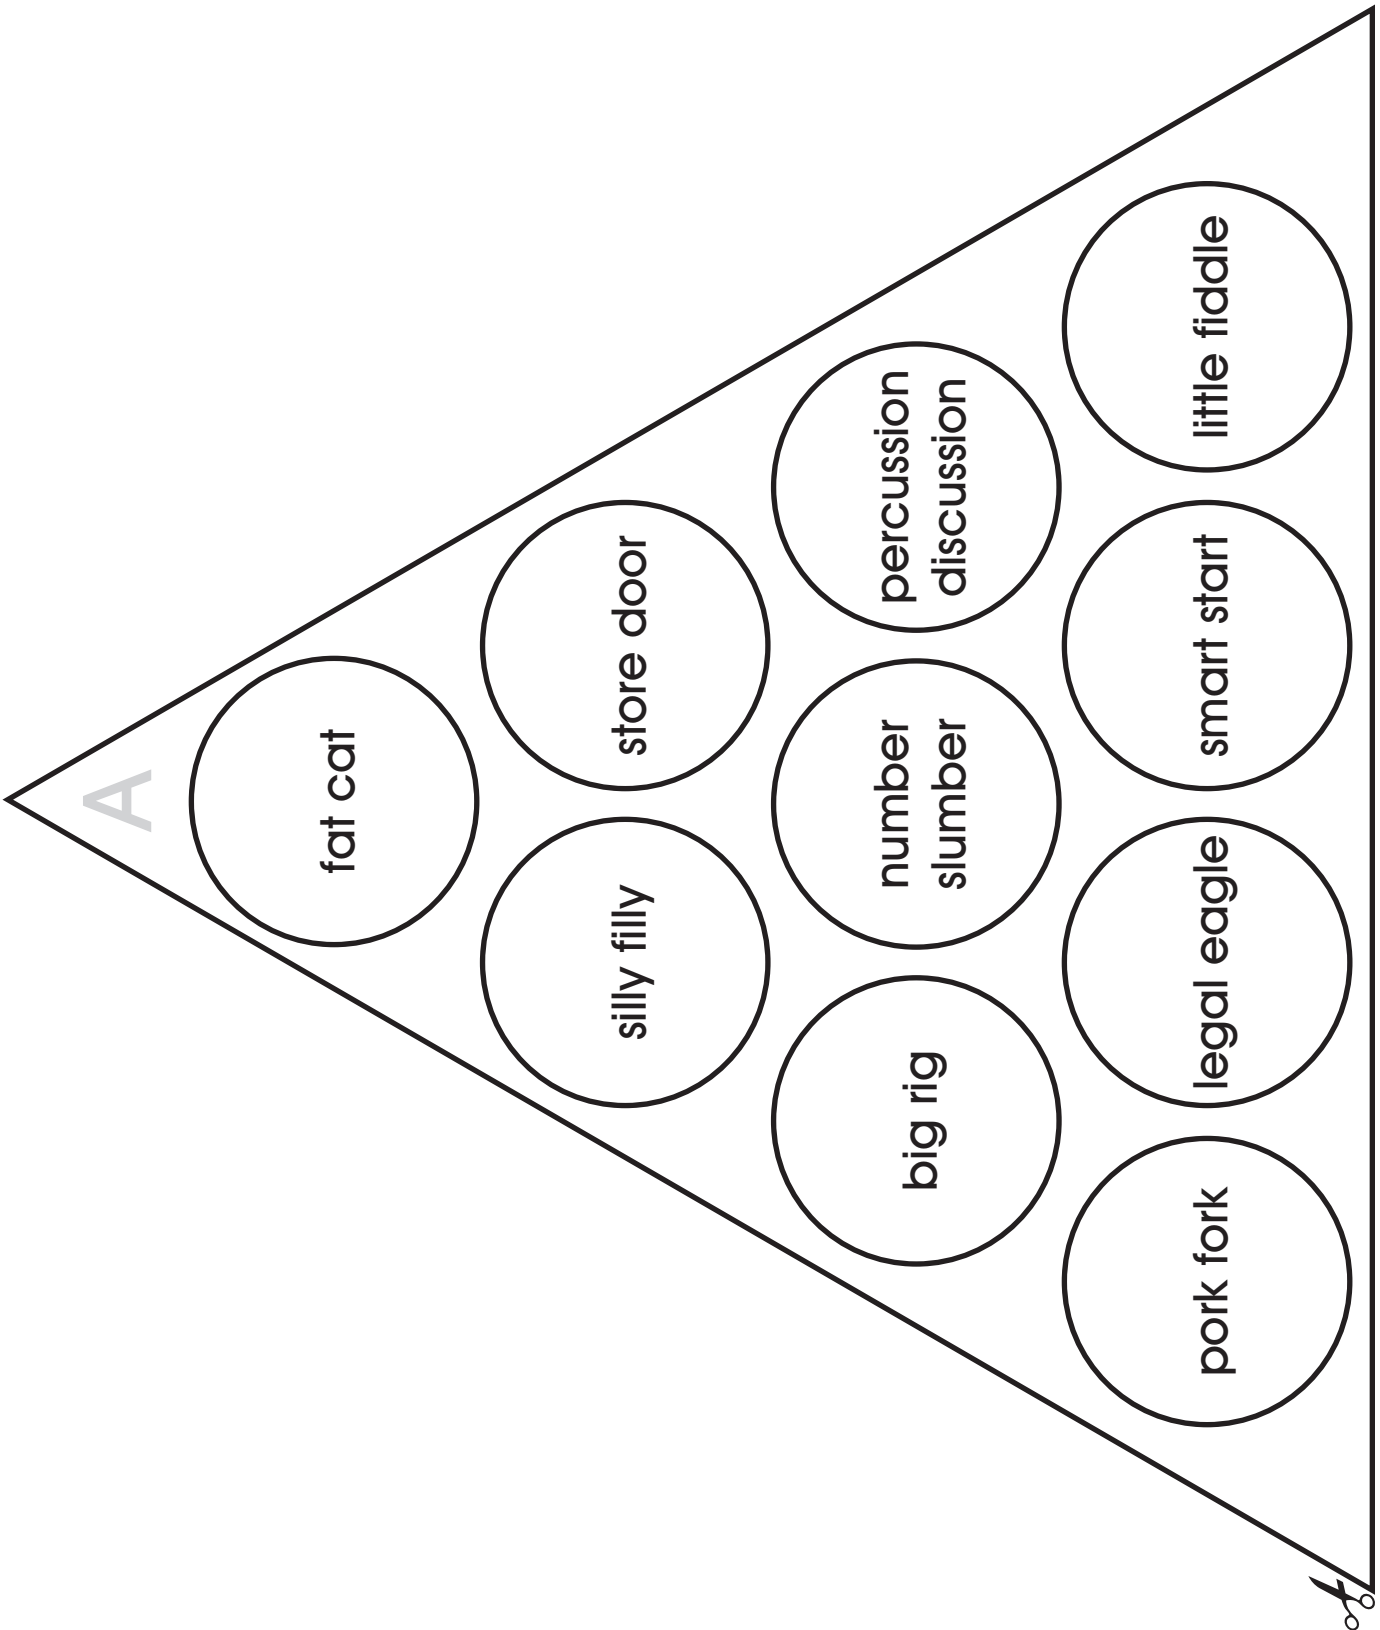 A
fat cat
silly filly
store door
big rig
number
slumber
percussion
discussion
pork fork
legal eagle
smart start
little fiddle